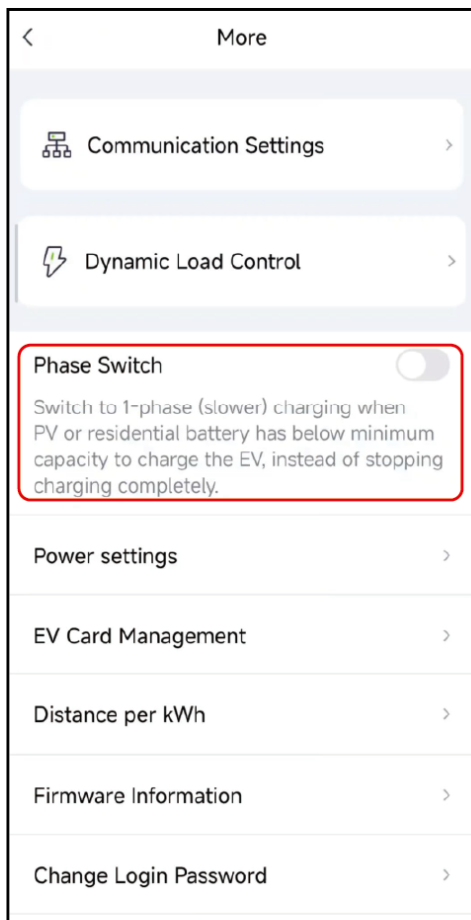 More
Communication Settings
Dynamic Load Control
Phase Switch
Switch to 1-phase (slower) charging when
PV or residential battery has below minimum
capacity to charge the EV, instead of stopping
charging completely.
Power settings
EV Card Management
Distance per kWh
Firmware Information
Change Login Password